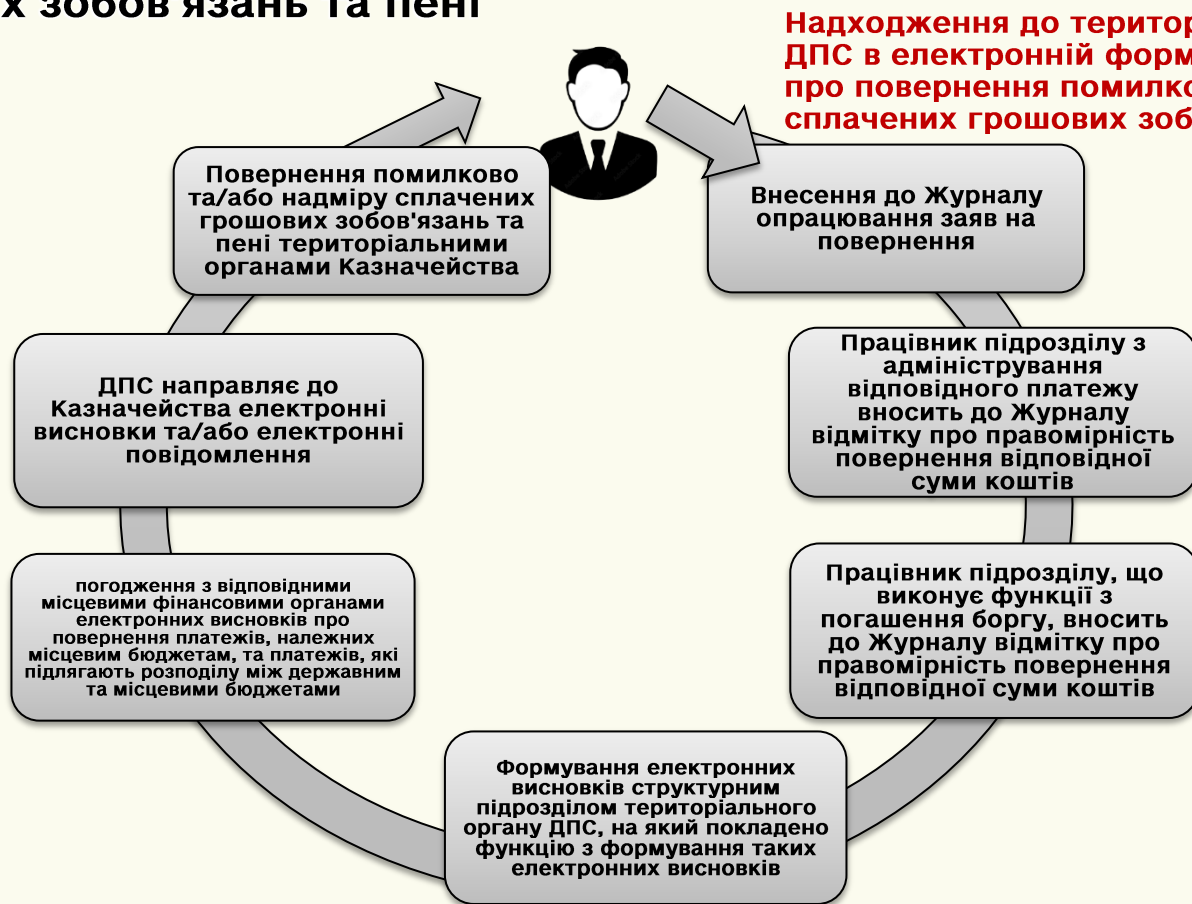 зобов'язань та пені
Надходження до
ДПС в електронній
про повернення
сплачених грошових
Повернення помилково
та/або надміру сплачених
грошових зобов'язань та
пені територіальними
органами Казначейства
Внесення до Журналу
опрацювання заяв на
повернення
Працівник підрозділу з
адміністрування
відповідного платежу
вносить до Журналу
відмітку про правомірність
повернення відповідної
суми коштів
Працівник підрозділу, що
виконує функції з
погашення боргу, вносить
до Журналу відмітку про
правомірність повернення
відповідної суми коштів
Формування електронних
висновків структурним
підрозділом територіального
органу ДПС, на який покладено
функцію з формування таких
електронних висновків
погодження з відповідними
місцевими фінансовими органами
електронних висновків про
повернення платежів, належних
місцевим бюджетам, та платежів, які
підлягають розподілу між державним
та місцевими бюджетами
ДПС направляє до
Казначейства електронні
висновки та/або електронні
повідомлення